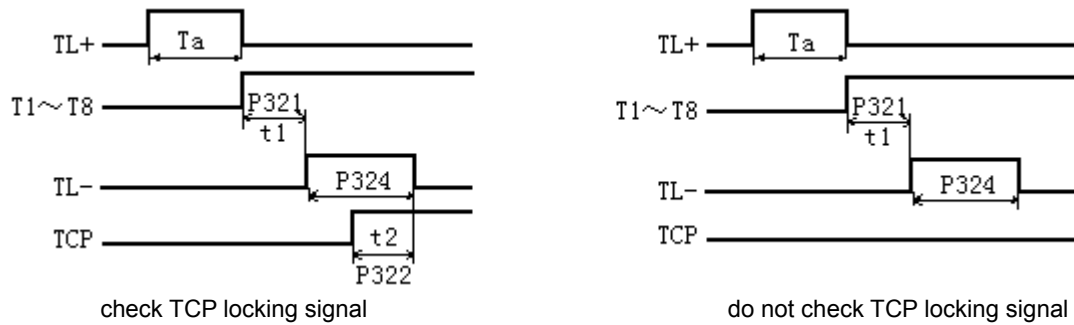 TL+
Ta
T1～T8
P321
t1
TL-
P324
TCP
t2
P322
check TCP locking signal
TL+
Ta
T1～T8
P321
t1
TL-
P324
TCP
do not check TCP locking signal